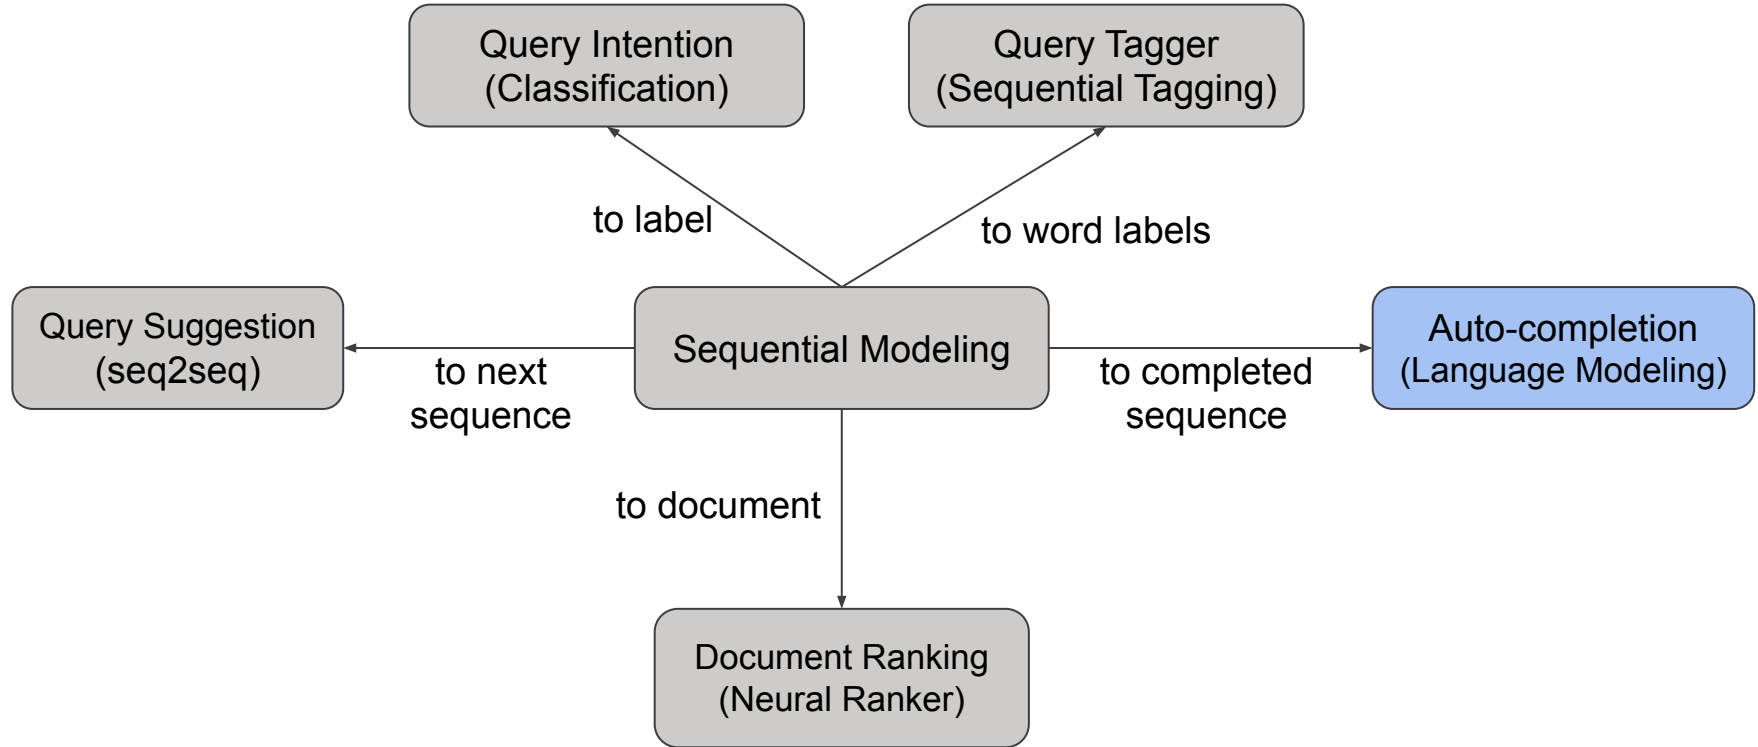 Query Intention
(Classification)
Query Tagger
(Sequential Tagging)
to label
to word labels
Query Suggestion
(seq2seq)
to next
sequence
Sequential Modeling
to completed
sequence
Auto-completion
(Language Modeling)
to document
Document Ranking
(Neural Ranker)